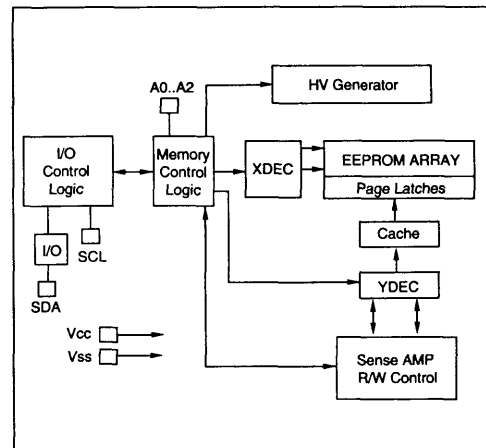 A0..A2
HV Generator
I/O
Control
Logic
Memory
Control
Logic
XDEC
EEPROM ARRAY
Page Latches
Cache
I/O
SCL
SDA
YDEC
Vcc
Vss
Sense AMP
R/W Control